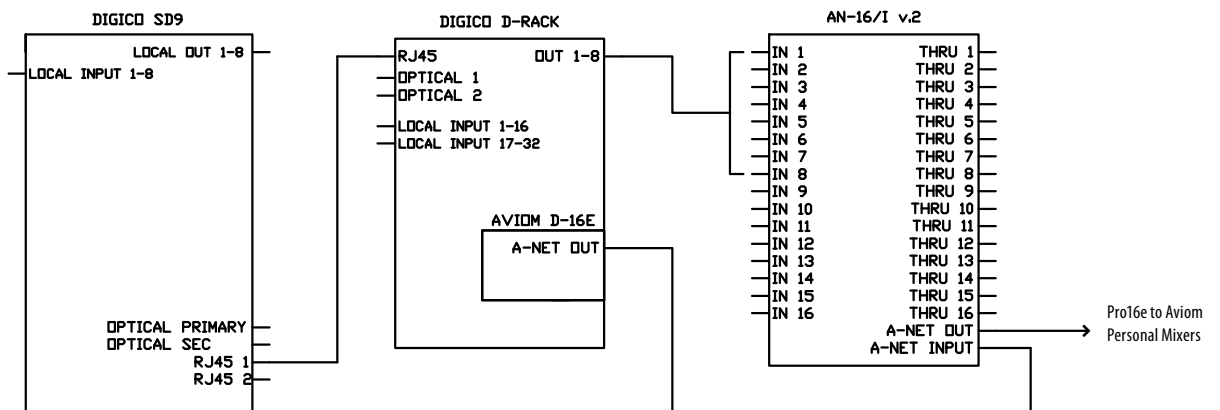 DIGICO SD9
LOCAL OUT 1-8
LOCAL INPUT 1-8
OPTICAL PRIMARY
OPTICAL SEC
RJ45 1
RJ45 2
DIGICO D-RACK
RJ45
OUT 1-8
OPTICAL 1
OPTICAL 2
LOCAL INPUT 1-16
LOCAL INPUT 17-32
AVIOM D-16E
A-NET OUT
AN-16/I v.2
IN 1 THRU 1
IN 2 THRU 2
IN 3 THRU 3
IN 4 THRU 4
IN 5 THRU 5
IN 6 THRU 6
IN 7 THRU 7
IN 8 THRU 8
IN 9 THRU 9
IN 10 THRU 10
IN 11 THRU 11
IN 12 THRU 12
IN 13 THRU 13
IN 14 THRU 14
IN 15 THRU 15
IN 16 THRU 16
A-NET OUT
A-NET INPUT
Pro16e to Aviom
Personal Mixers